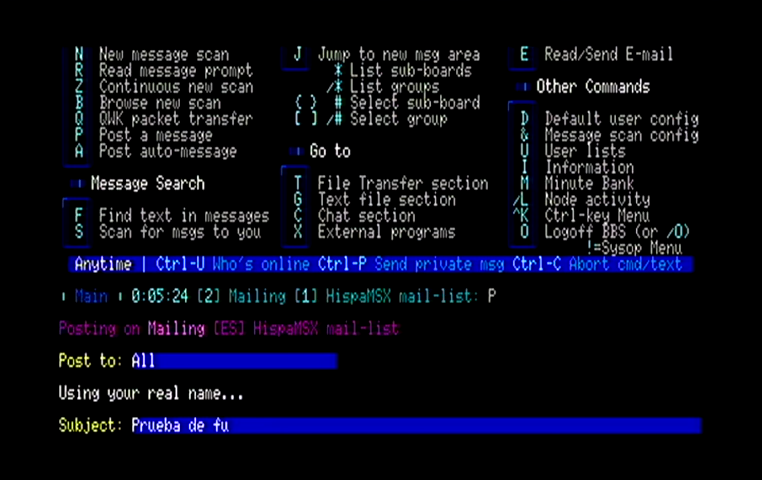 N New message scan J Jump to new msg area E Read/Send E-mail
R Read message prompt * List sub-boards
Z Continuous new scan /* List groups Other Commands
B Browse new scan { } # Select sub-board
Q QWK packet transfer [ ] /# Select group D Default user config
P Post a message & Message scan config
A Post auto-message Go to U User lists
I Information
Message Search T File Transfer section M Minute Bank
G Text file section /L Node activity
F Find text in messages C Chat section ^K Ctrl-key Menu
S Scan for msgs to you X External programs O Logoff BBS (or /O)
!=Sysop Menu
Anytime | Ctrl-U Who's online Ctrl-P Send private msg Ctrl-C Abort cmd/text
Main 0:05:24 [2] Mailing [1] HispaMSX mail-list: P
Posting on Mailing [ES] HispaMSX mail-list
Post to: All
Using your real name...
Subject: Prueba de fu